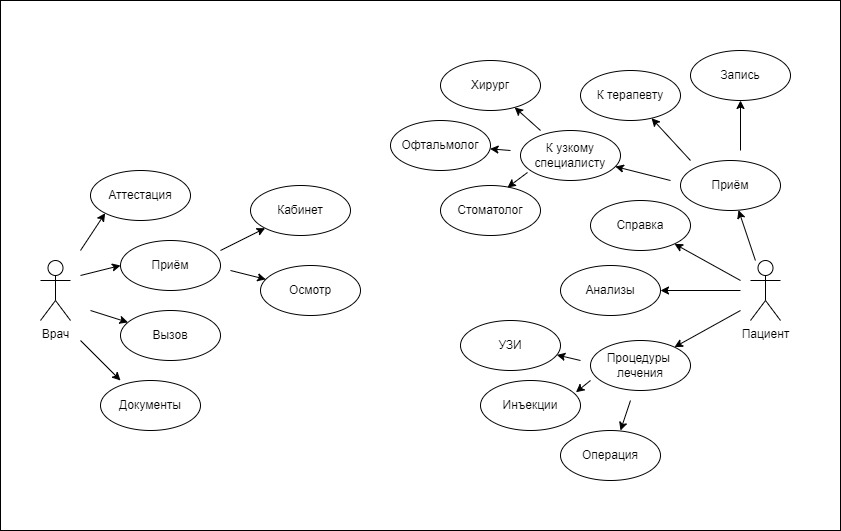 Запись
Хирург
К терапевту
Офтальмолог
К узкому
специалисту
Приём
Стоматолог
Справка
Аттестация
Кабинет
Приём
Осмотр
Анализы
Врач
Вызов
Пациент
УЗИ
Процедуры
лечения
Документы
Инъекции
Операция